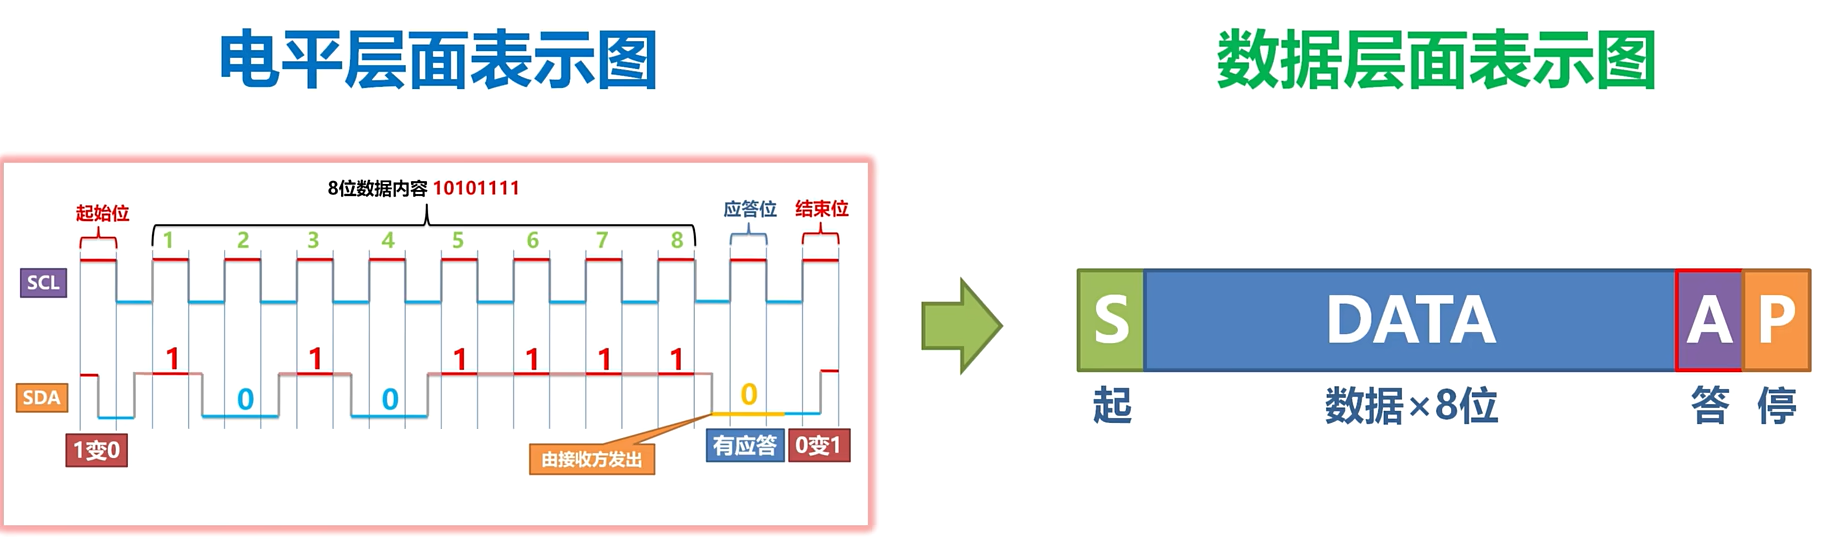 电平层面表示图
数据层面表示图
8位数据内容 10101111
起始位
应答位
结束位
1 2 3 4 5 6 7 8
SCL
1 0 1 0 1 1 1 1 0
SDA
1变0
由接收方发出
有应答
0变1
S DATA A P
起 数据×8位 答 停